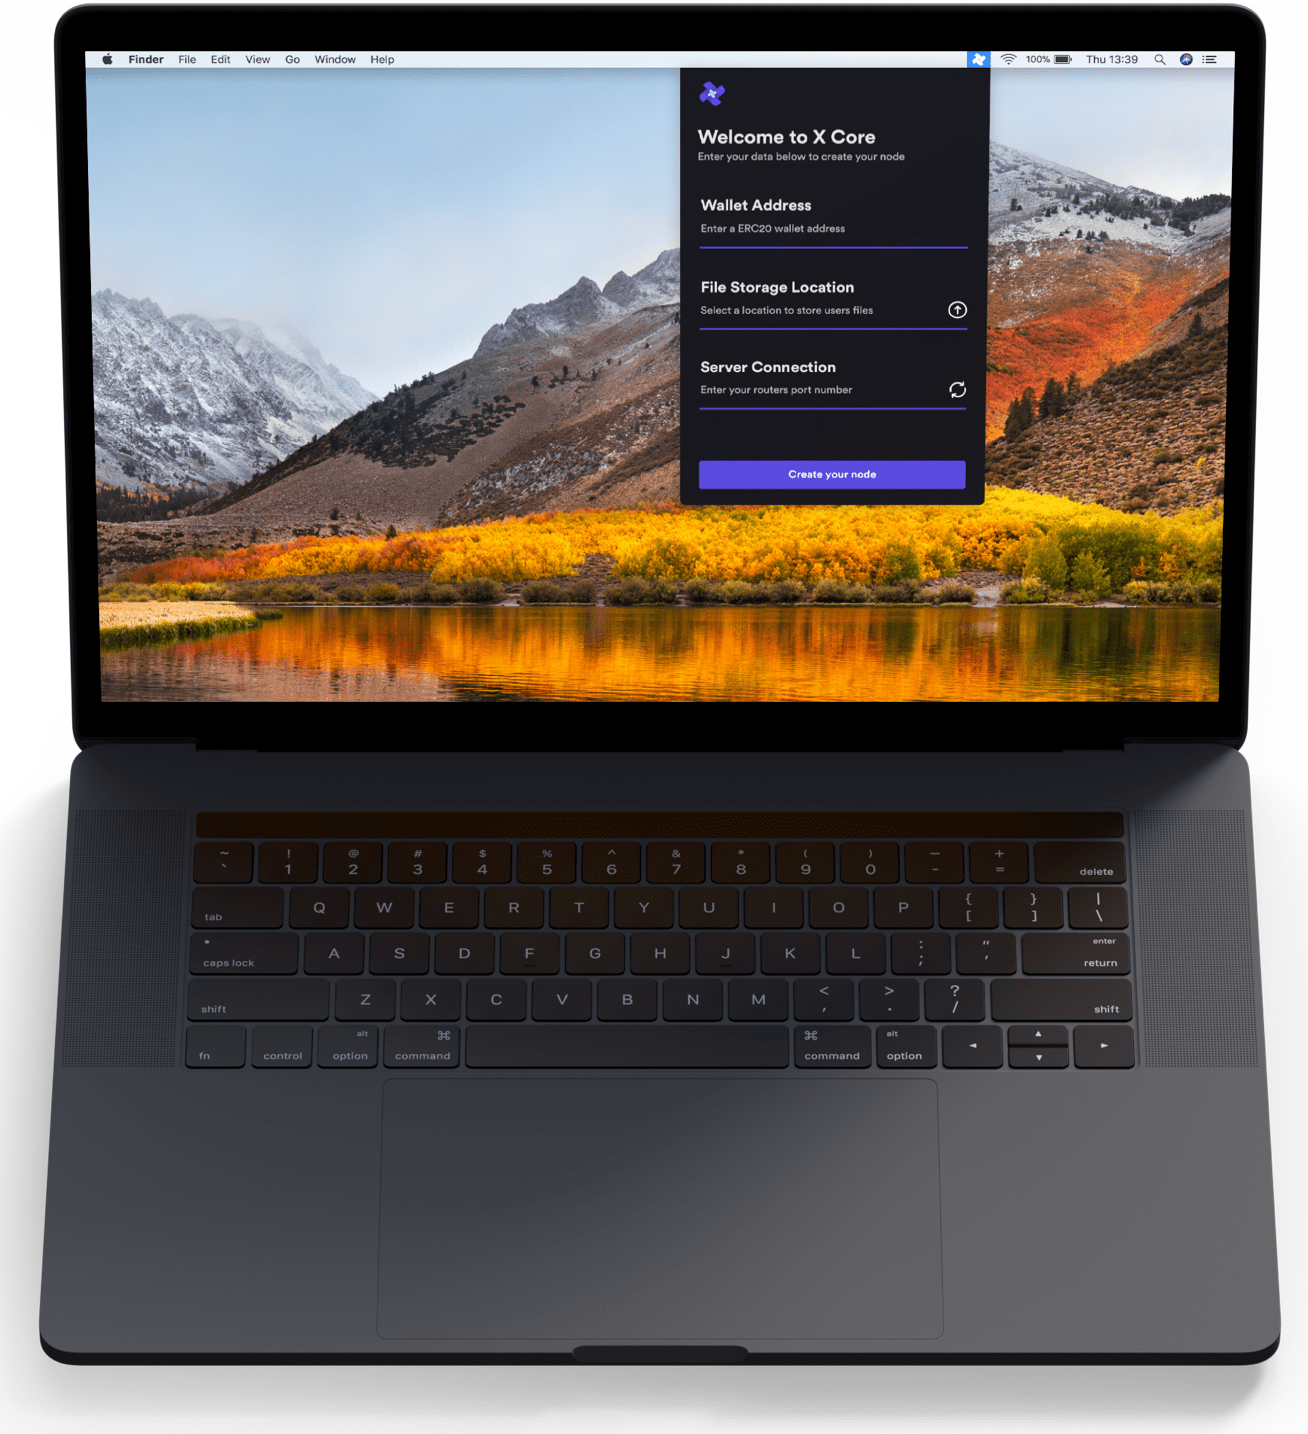 Finder File Edit View Go Window Help 100% Thu 13:39
Welcome to X Core
Enter your data below to create your node
Wallet Address
Enter a ERC20 wallet address
File Storage Location
Select a location to store users files
Server Connection
Enter your routers port number
Create your node
~ ! @ # $ % ^ & * ( ) — +
` 1 2 3 4 5 6 7 8 9 0 - = delete
tab Q W E R T Y U I O P { [ } ] | \
caps lock A S D F G H J K L : ; " ' enter return
shift Z X C V B N M < , > . ? / shift
fn control alt option ⌘ command ⌘ command alt option ◄ ▲ ▼ ►